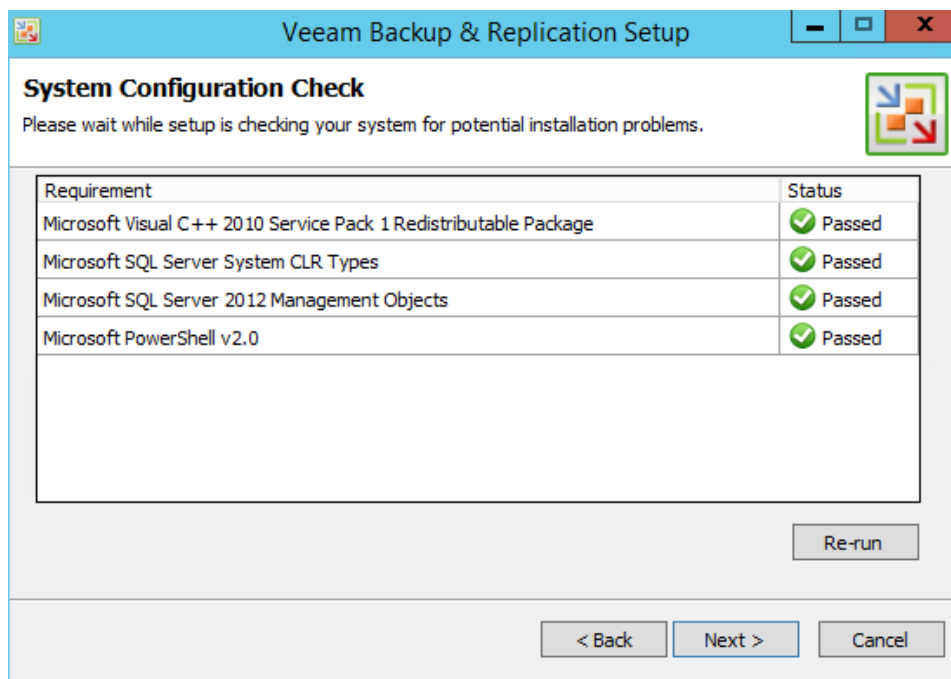 Veeam Backup & Replication Setup
System Configuration Check
Please wait while setup is checking your system for potential installation problems.
Requirement Status
Microsoft Visual C++ 2010 Service Pack 1 Redistributable Package Passed
Microsoft SQL Server System CLR Types Passed
Microsoft SQL Server 2012 Management Objects Passed
Microsoft PowerShell v2.0 Passed
Re-run
< Back Next > Cancel